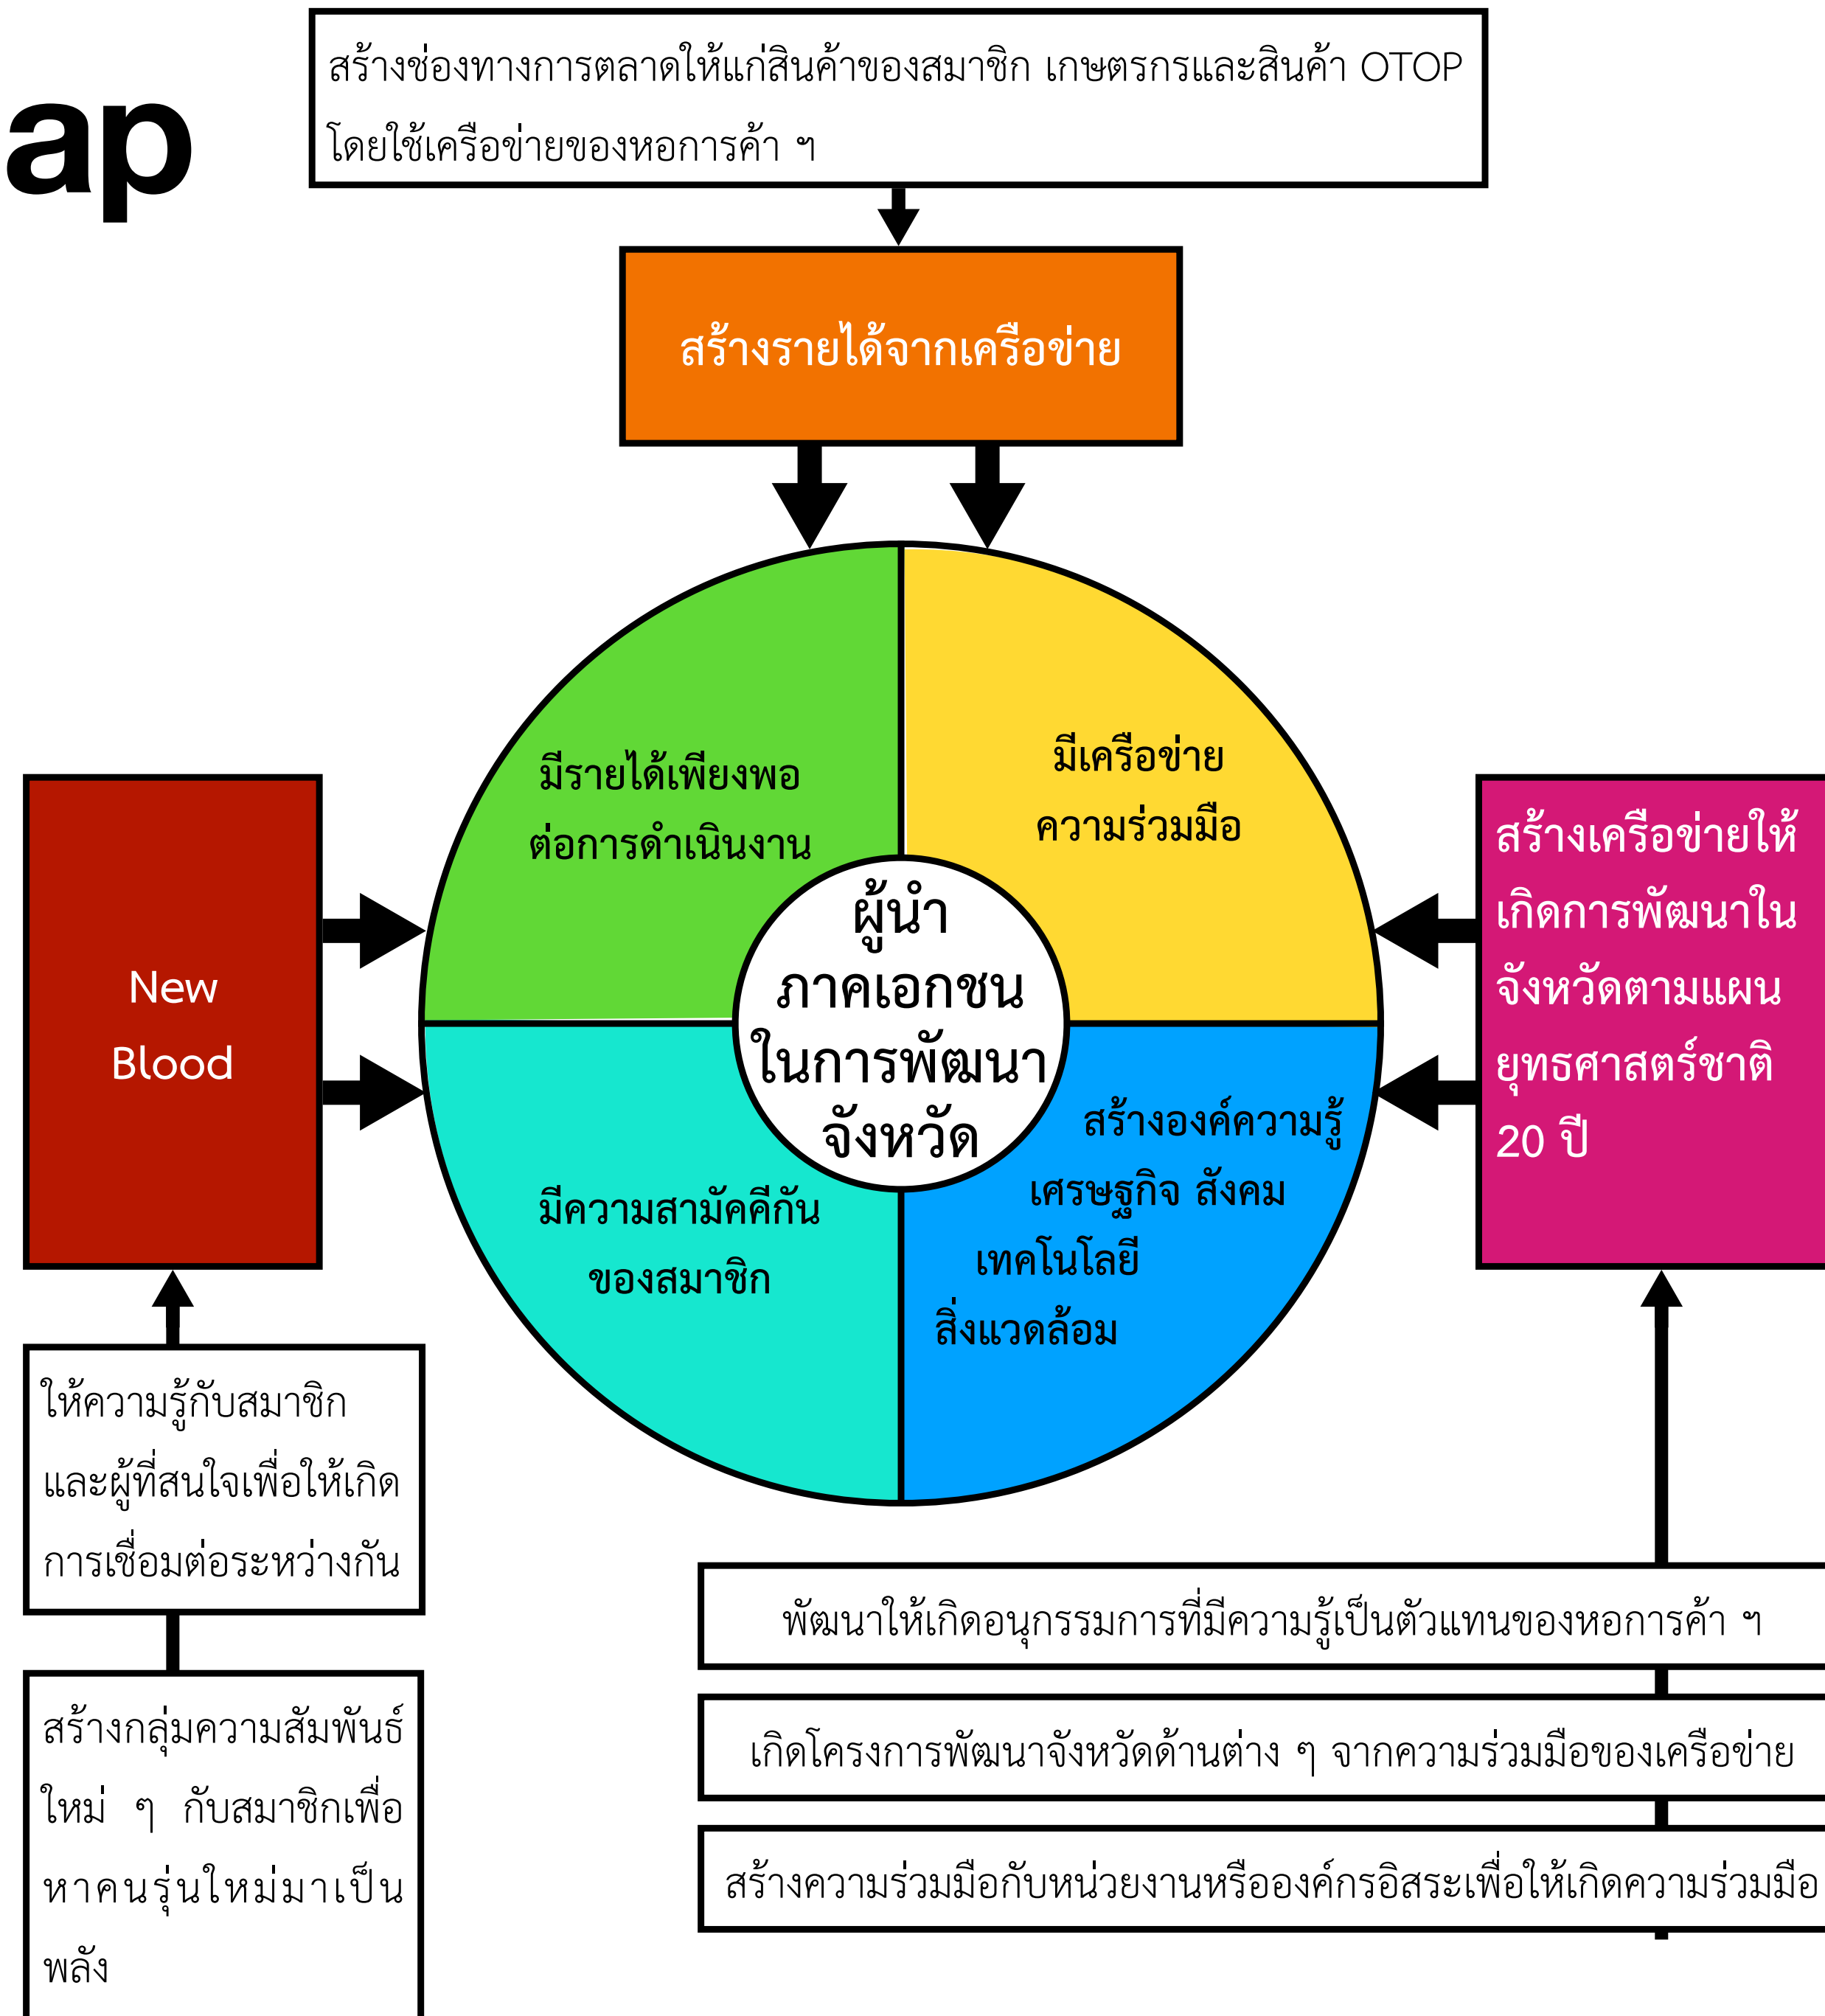 ap
สร้างช่องทางการตลาดให้แก่สินค้าของสมาชิก เกษตรกรและสินค้า OTOP
โดยใช้เครือข่ายของหอการค้า ฯ
สร้างรายได้จากเครือข่าย
มีรายได้เพียงพอ
ต่อการดำเนินงาน
มีเครือข่าย
ความร่วมมือ
ผู้นำ
ภาคเอกชน
ในการพัฒนา
จังหวัด
New
Blood
สร้างเครือข่ายให้
เกิดการพัฒนาใน
จังหวัดตามแผน
ยุทธศาสตร์ชาติ
20 ปี
มีความสามัคคีกัน
ของสมาชิก
สร้างองค์ความรู้
เศรษฐกิจ สังคม
เทคโนโลยี
สิ่งแวดล้อม
ให้ความรู้กับสมาชิก
และผู้ที่สนใจเพื่อให้เกิด
การเชื่อมต่อระหว่างกัน
สร้างกลุ่มความสัมพันธ์
ใหม่ ๆ กับสมาชิกเพื่อ
หาคนรุ่นใหม่มาเป็น
พลัง
พัฒนาให้เกิดอนุกรรมการที่มีความรู้เป็นตัวแทนของหอการค้า ฯ
เกิดโครงการพัฒนาจังหวัดด้านต่าง ๆ จากความร่วมมือของเครือข่าย
สร้างความร่วมมือกับหน่วยงานหรือองค์กรอิสระเพื่อให้เกิดความร่วมมือ